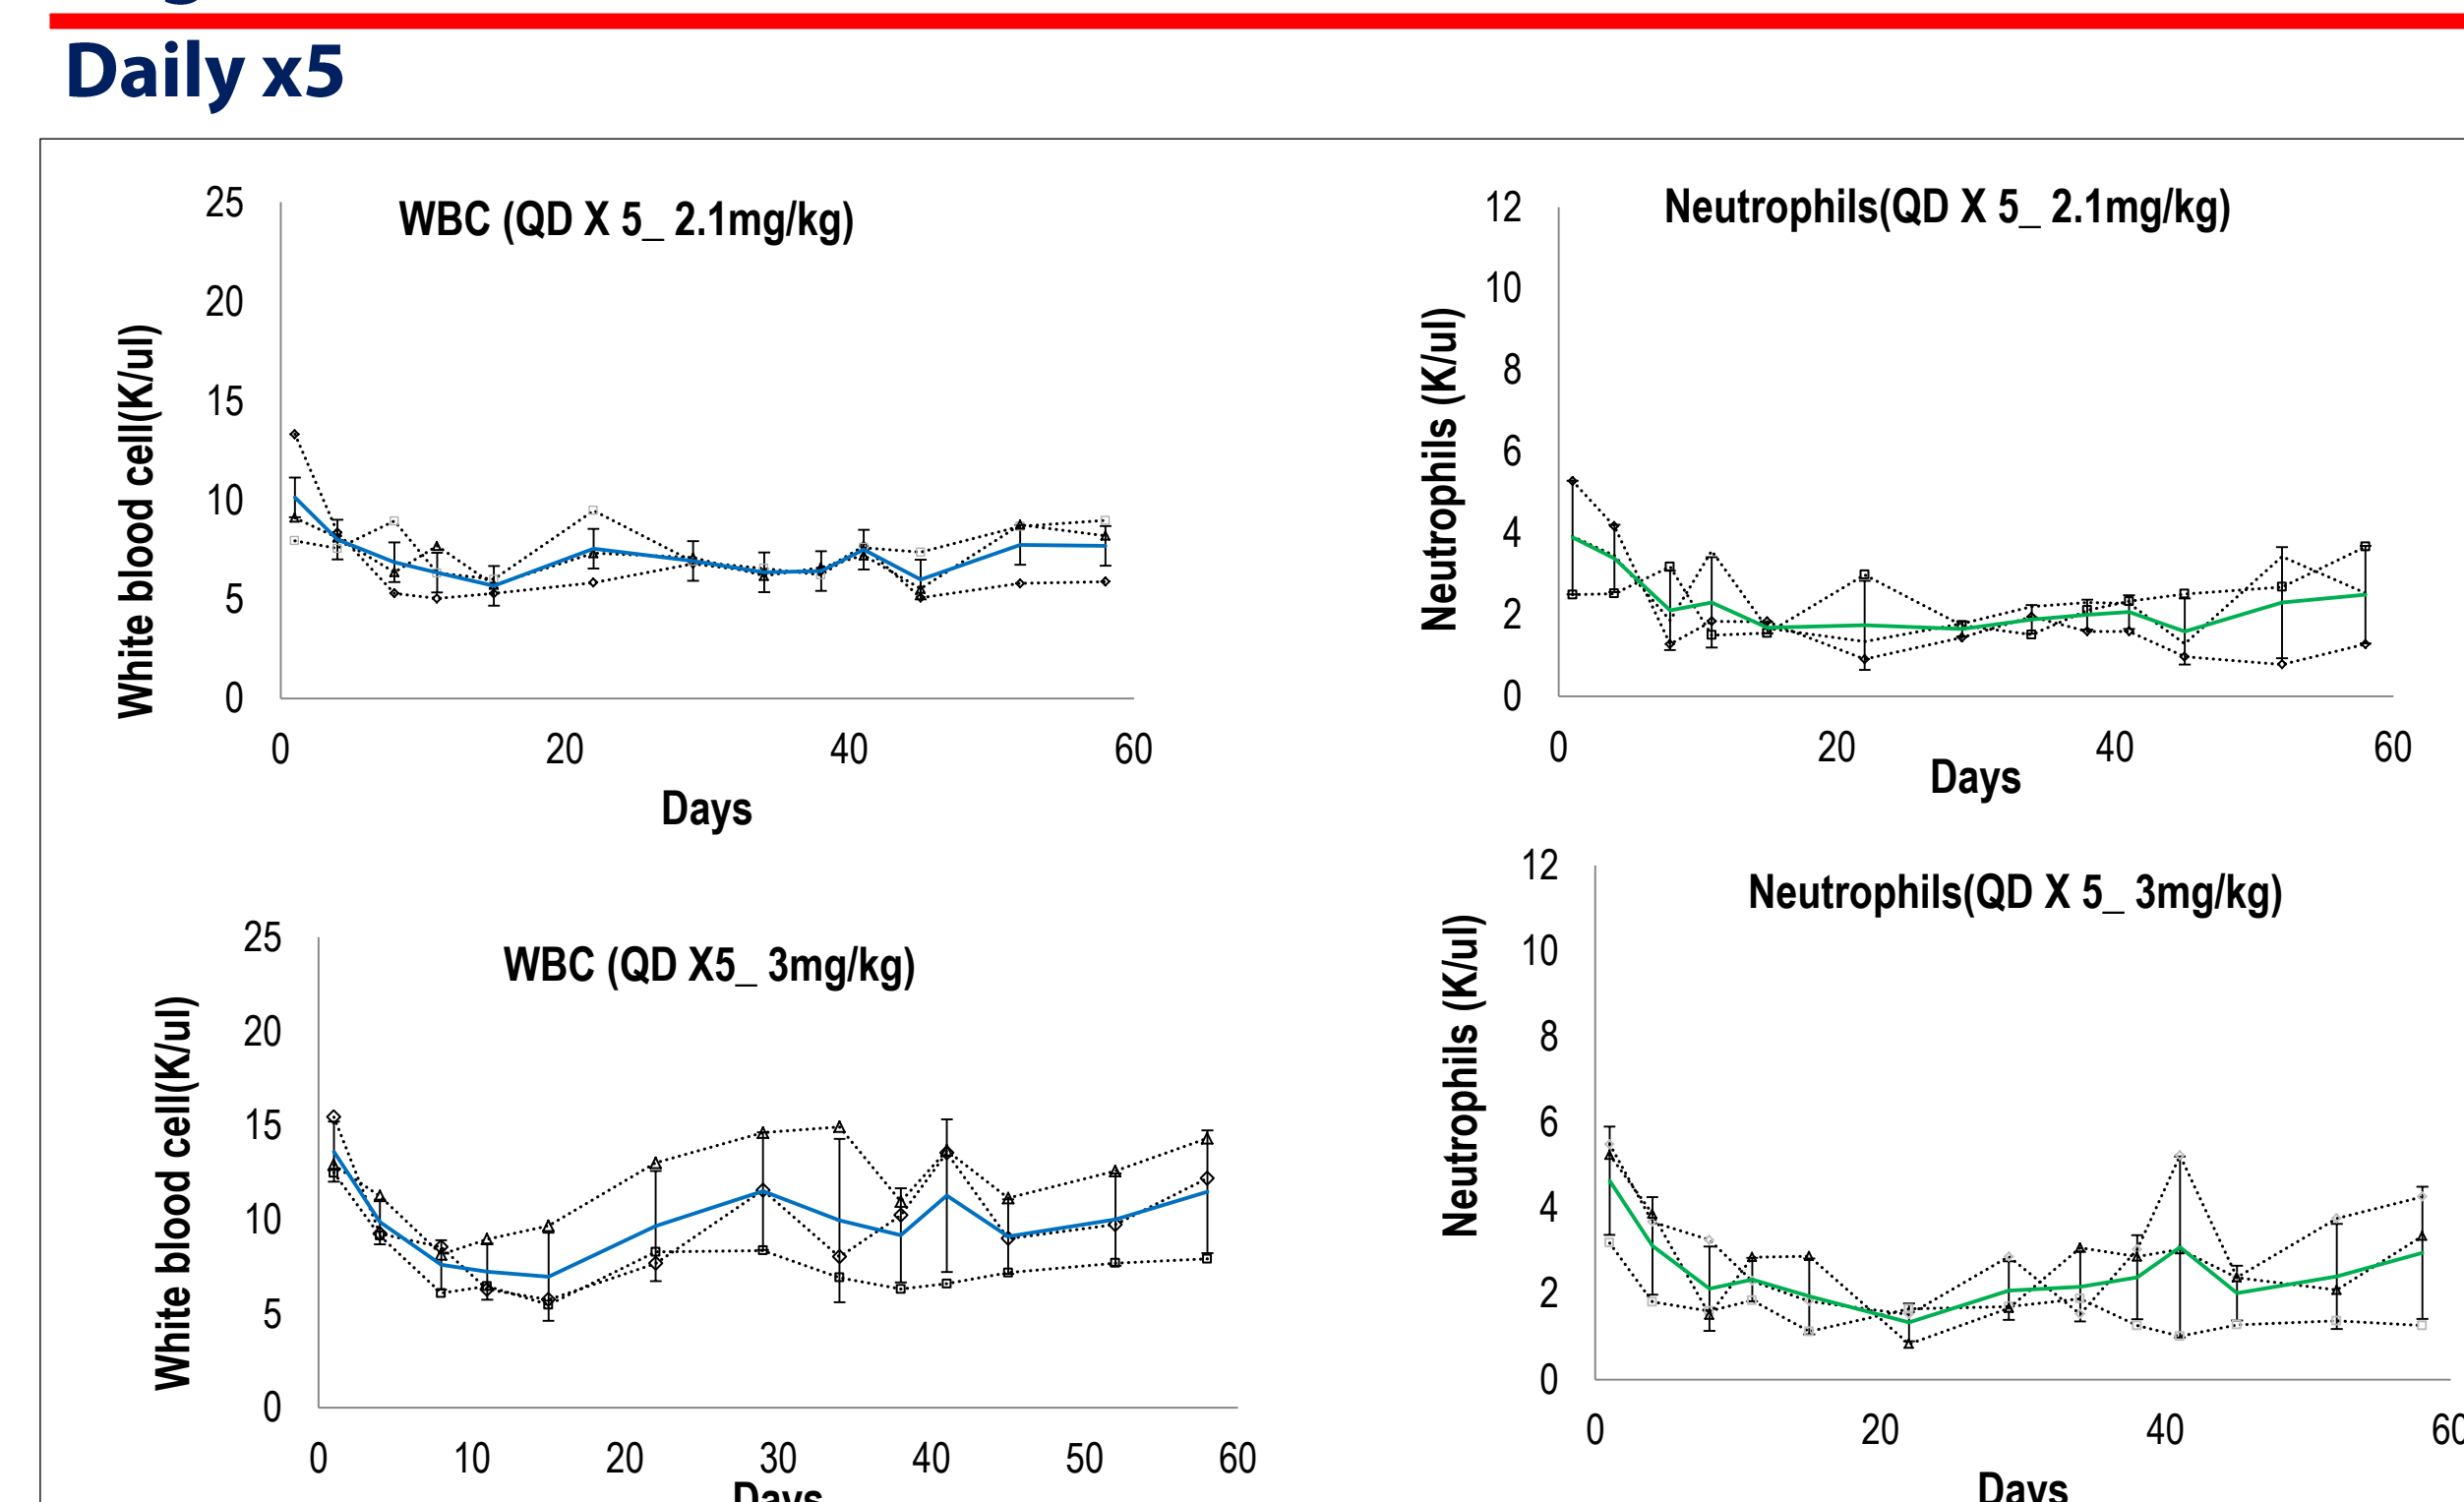 Daily x5
WBC (QD X 5_ 2.1mg/kg)
White blood cell(K/ul)
25
20
15
10
5
0
0 20 40 60
Days
Neutrophils(QD X 5_ 2.1mg/kg)
Neutrophils (K/ul)
12
10
8
6
4
2
0
0 20 40 60
Days
WBC (QD X5_ 3mg/kg)
White blood cell(K/ul)
25
20
15
10
5
0
0 10 20 30 40 50 60
Days
Neutrophils(QD X 5_ 3mg/kg)
Neutrophils (K/ul)
12
10
8
6
4
2
0
0 20 40 60
Days